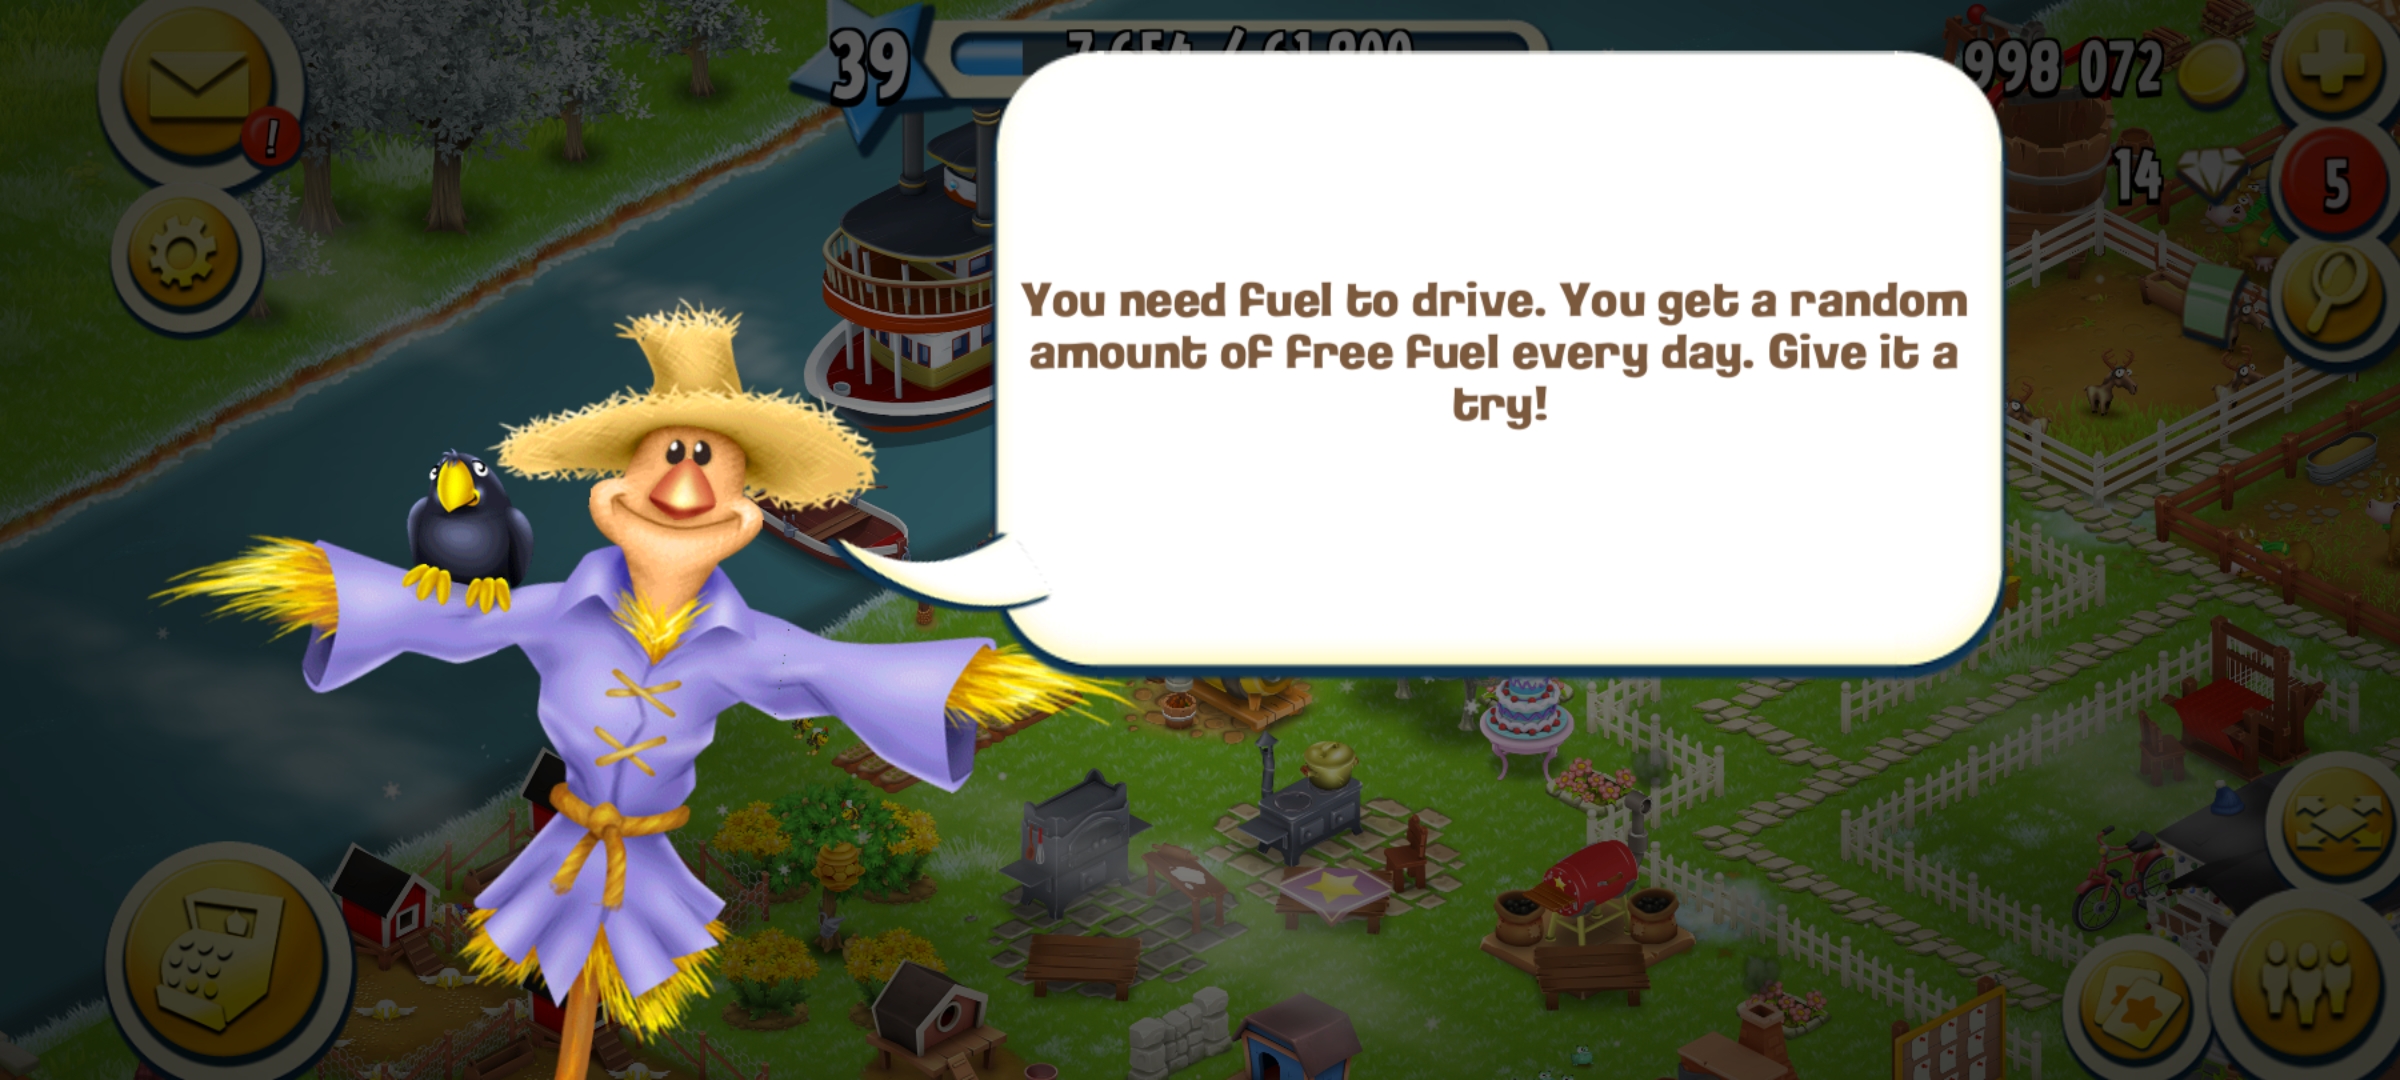 39
998 072
14
5
!
You need fuel to drive. You get a random
amount of free fuel every day. Give it a
try!